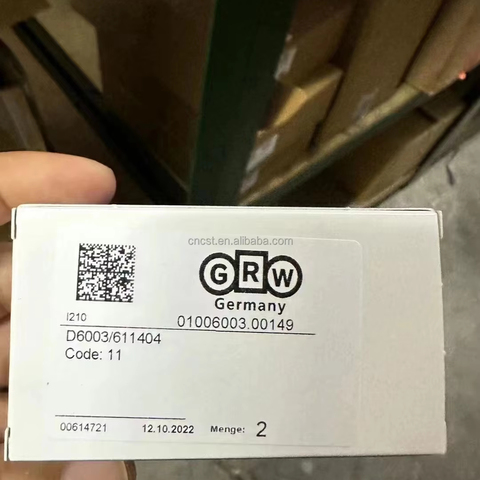 cncst.en.alibaba.com
GRW
Germany
I210
01006003.00149
D6003/611404
Code: 11
00614721 12.10.2022 Menge: 2